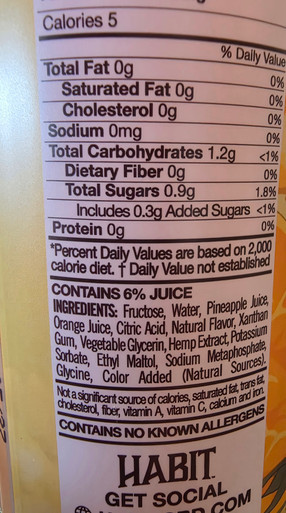 Calories 5
% Daily Value
Total Fat 0g 0%
Saturated Fat 0g 0%
Cholesterol 0g 0%
Sodium 0mg 0%
Total Carbohydrates 1.2g <1%
Dietary Fiber 0g 0%
Total Sugars 0.9g 1.8%
Includes 0.3g Added Sugars <1%
Protein 0g 0%
*Percent Daily Values are based on 2,000
calorie diet. † Daily Value not established
CONTAINS 6% JUICE
INGREDIENTS: Fructose, Water, Pineapple Juice,
Orange Juice, Citric Acid, Natural Flavor, Xanthan
Gum, Vegetable Glycerin, Hemp Extract, Potassium
Sorbate, Ethyl Maltol, Sodium Metaphosphate,
Glycine, Color Added (Natural Sources).
Not a significant source of calories, saturated fat, trans fat,
cholesterol, fiber, vitamin A, vitamin C, calcium and iron.
CONTAINS NO KNOWN ALLERGENS
HABIT
GET SOCIAL
.COM